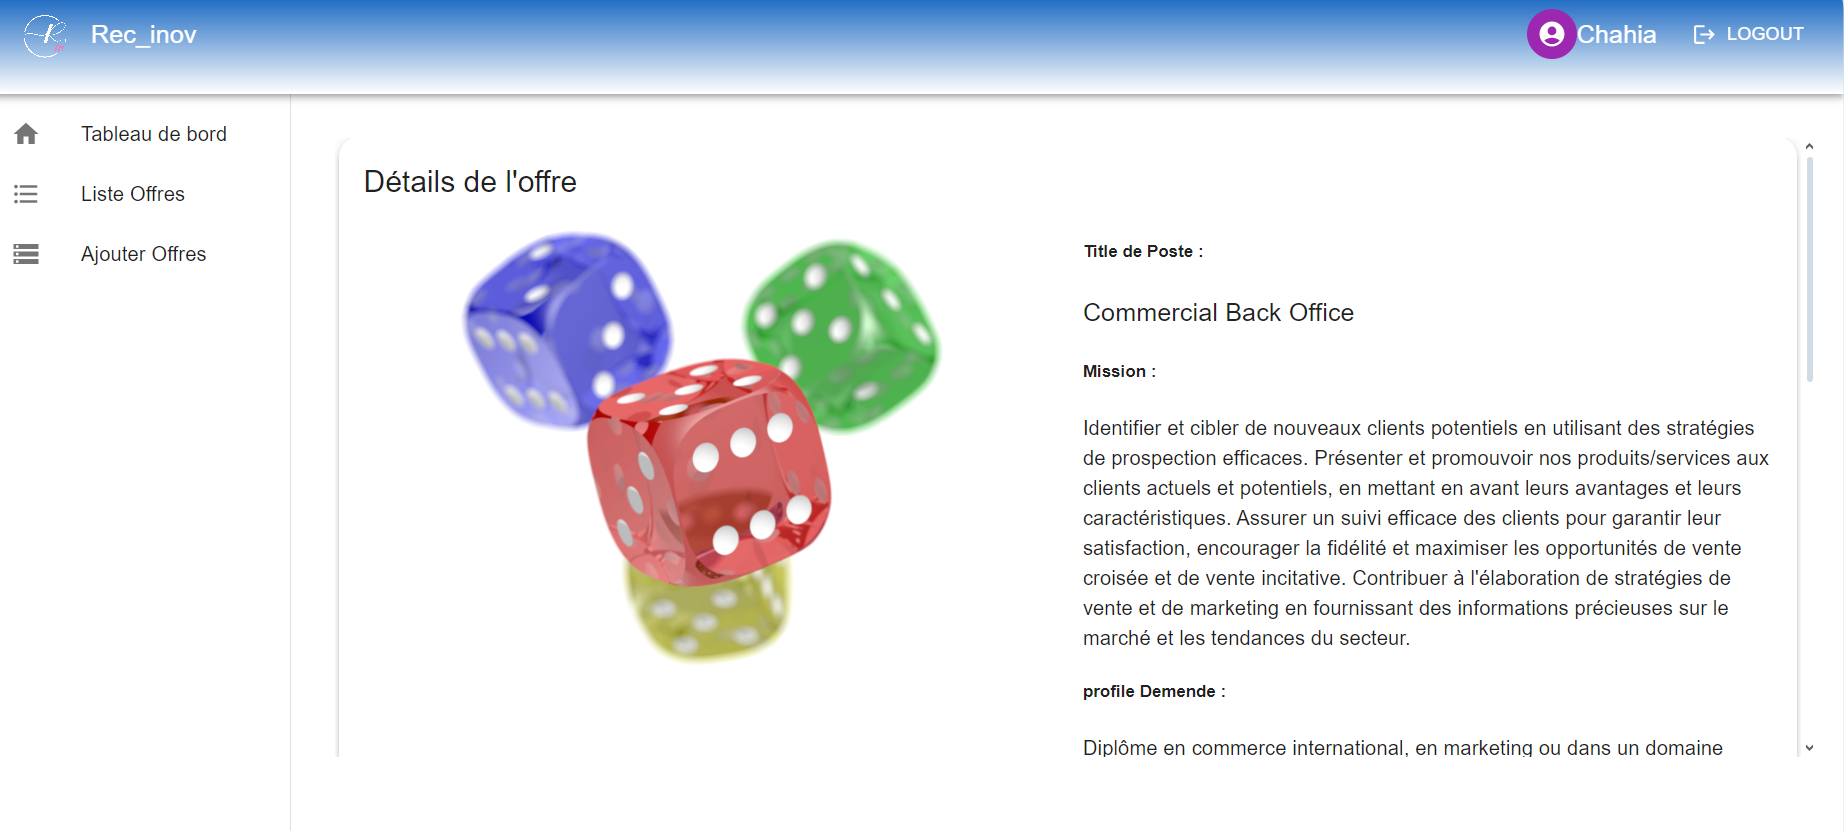 Rec_inov
Chahia
LOGOUT
Tableau de bord
Liste Offres
Ajouter Offres
Détails de l'offre
Title de Poste :
Commercial Back Office
Mission :
Identifier et cibler de nouveaux clients potentiels en utilisant des stratégies
de prospection efficaces. Présenter et promouvoir nos produits/services aux
clients actuels et potentiels, en mettant en avant leurs avantages et leurs
caractéristiques. Assurer un suivi efficace des clients pour garantir leur
satisfaction, encourager la fidélité et maximiser les opportunités de vente
croisée et de vente incitative. Contribuer à l'élaboration de stratégies de
vente et de marketing en fournissant des informations précieuses sur le
marché et les tendances du secteur.
profile Demende :
Diplôme en commerce international, en marketing ou dans un domaine